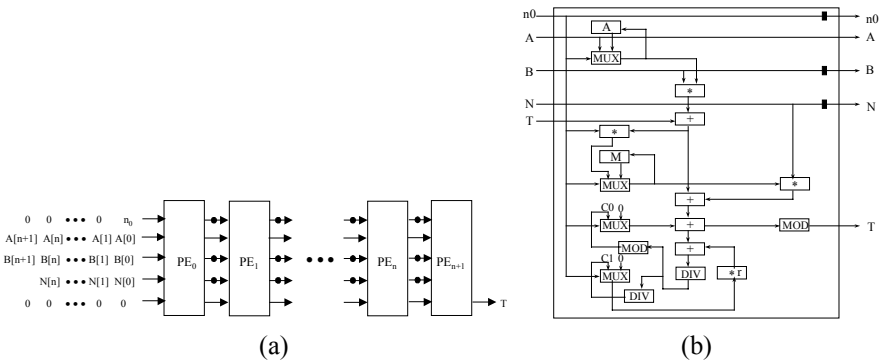 0 0 ••• 0 n₀
A[n+1] A[n] ••• A[1] A[0]
B[n+1] B[n] ••• B[1] B[0]
N[n] ••• N[1] N[0]
0 0 ••• 0 0
PE₀
PE₁
•••
PEₙ
PEₙ₊₁
T
(a)
n0
n0
A
A
A
MUX
B
B
*
N
N
T
+
*
M
MUX
*
+
C0 0
MUX
+
MOD
T
MOD
+
C1 0
MUX
DIV
DIV
* r
(b)